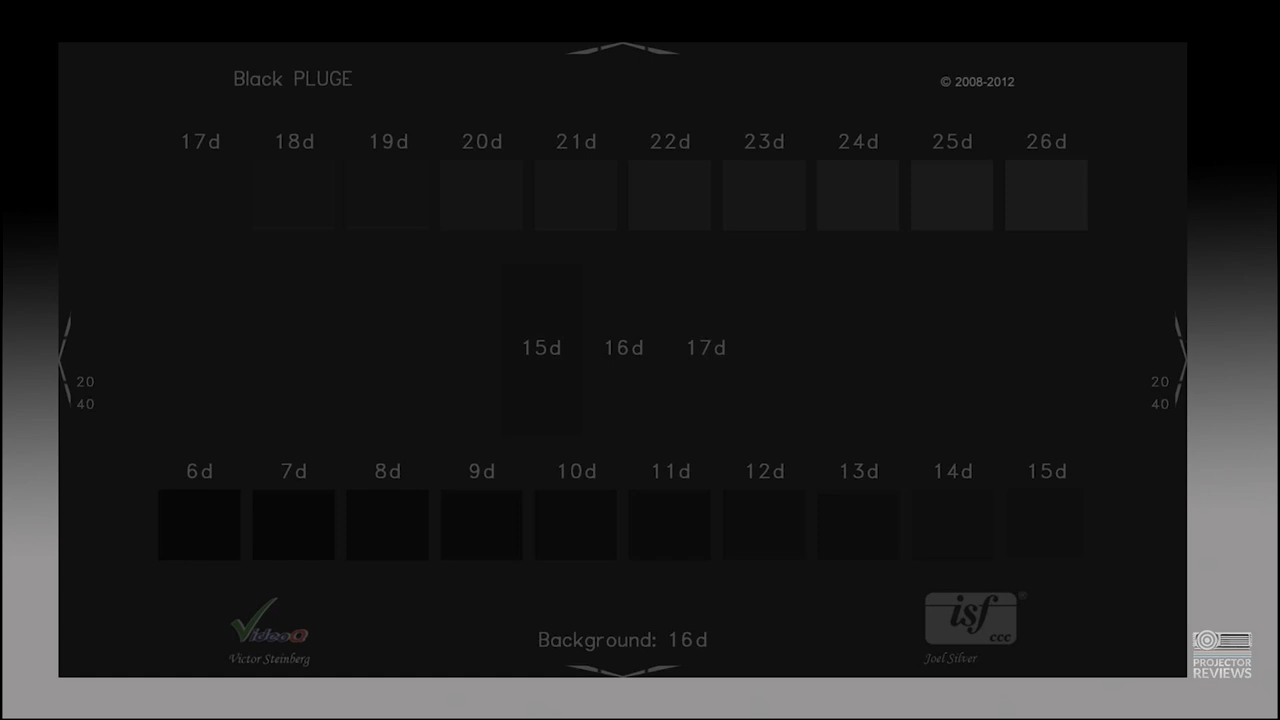 Black PLUGE
© 2008-2012
17d 18d 19d 20d 21d 22d 23d 24d 25d 26d
15d 16d 17d
20 20
40 40
6d 7d 8d 9d 10d 11d 12d 13d 14d 15d
VideoQ
Victor Steinberg
Background: 16d
isf ®
ccc
Joel Silver
PROJECTOR
REVIEWS